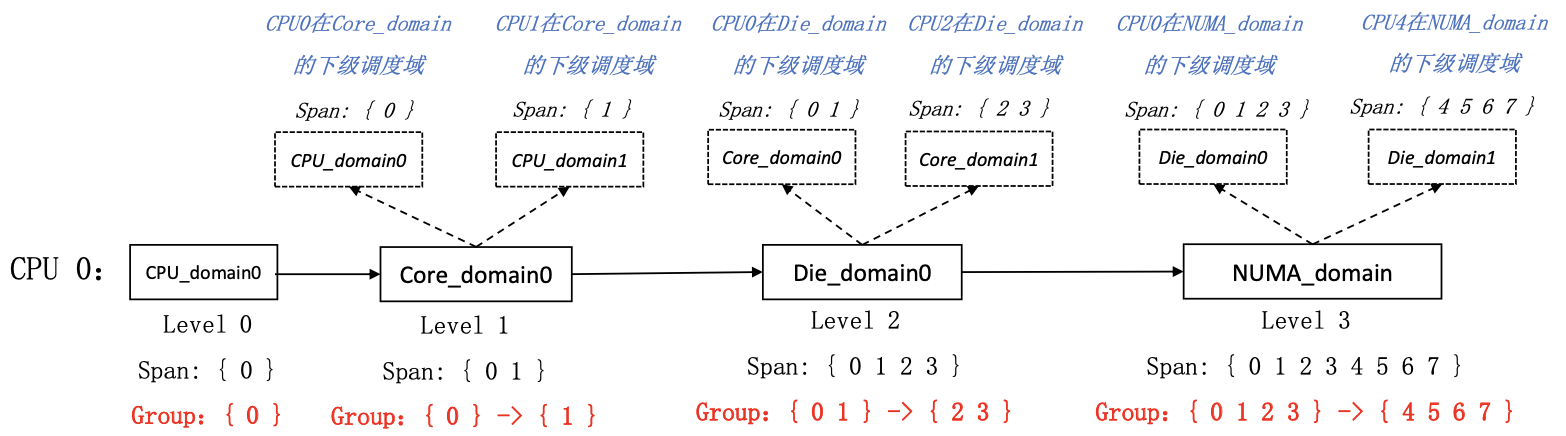 CPU0在Core_domain
的下级调度域
CPU1在Core_domain
的下级调度域
CPU0在Die_domain
的下级调度域
CPU2在Die_domain
的下级调度域
CPU0在NUMA_domain
的下级调度域
CPU4在NUMA_domain
的下级调度域
Span: { 0 }
Span: { 1 }
Span: { 0 1 }
Span: { 2 3 }
Span: { 0 1 2 3 }
Span: { 4 5 6 7 }
CPU_domain0
CPU_domain1
Core_domain0
Core_domain1
Die_domain0
Die_domain1
CPU 0：
CPU_domain0
Core_domain0
Die_domain0
NUMA_domain
Level 0
Level 1
Level 2
Level 3
Span: { 0 }
Span: { 0 1 }
Span: { 0 1 2 3 }
Span: { 0 1 2 3 4 5 6 7 }
Group: { 0 }
Group: { 0 } -> { 1 }
Group: { 0 1 } -> { 2 3 }
Group: { 0 1 2 3 } -> { 4 5 6 7 }